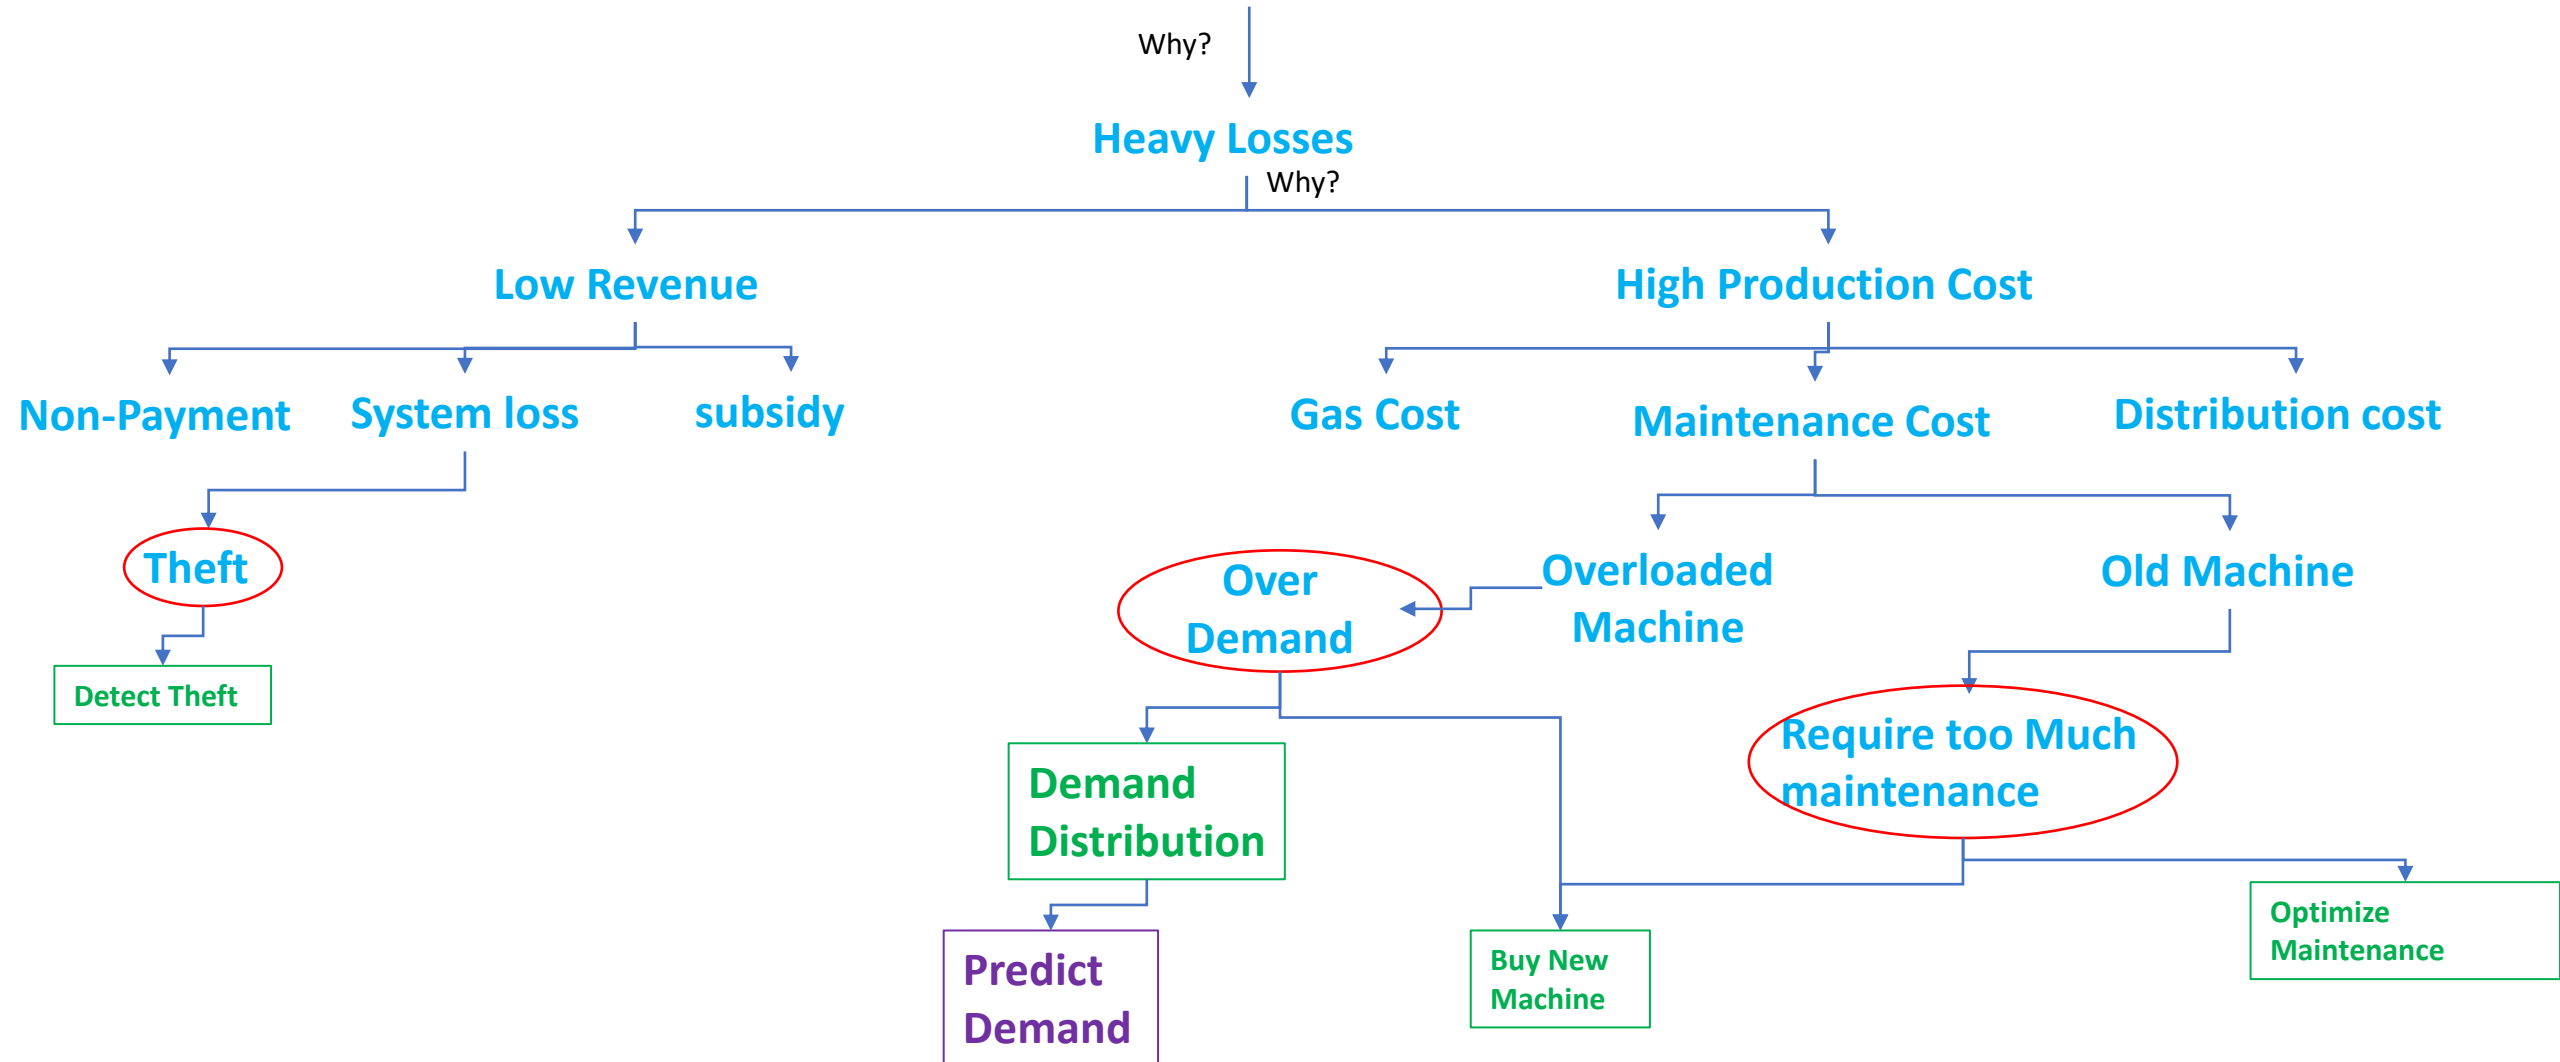 Why?
Heavy Losses
Why?
Low Revenue
High Production Cost
Non-Payment
System loss
subsidy
Gas Cost
Maintenance Cost
Distribution cost
Theft
Over
Demand
Overloaded
Machine
Old Machine
Detect Theft
Require too Much
maintenance
Demand
Distribution
Predict
Demand
Buy New
Machine
Optimize
Maintenance